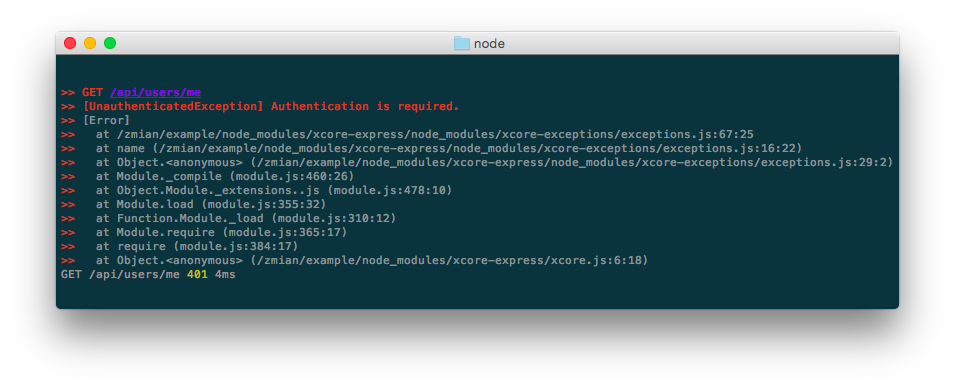 node
>> GET /api/users/me
>> [UnauthenticatedException] Authentication is required.
>> [Error]
>>   at /zmian/example/node_modules/xcore-express/node_modules/xcore-exceptions/exceptions.js:67:25
>>   at name (/zmian/example/node_modules/xcore-express/node_modules/xcore-exceptions/exceptions.js:16:22)
>>   at Object.<anonymous> (/zmian/example/node_modules/xcore-express/node_modules/xcore-exceptions/exceptions.js:29:2)
>>   at Module._compile (module.js:460:26)
>>   at Object.Module._extensions..js (module.js:478:10)
>>   at Module.load (module.js:355:32)
>>   at Function.Module._load (module.js:310:12)
>>   at Module.require (module.js:365:17)
>>   at require (module.js:384:17)
>>   at Object.<anonymous> (/zmian/example/node_modules/xcore-express/xcore.js:6:18)
GET /api/users/me 401 4ms